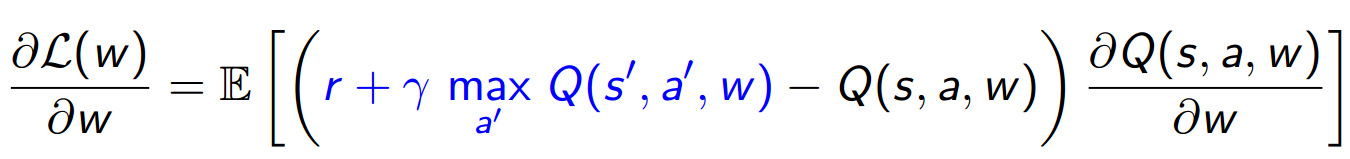 ∂ℒ(w)/∂w = 𝔼[(r + γ max_{a′} Q(s′, a′, w) − Q(s, a, w)) ∂Q(s, a, w)/∂w]